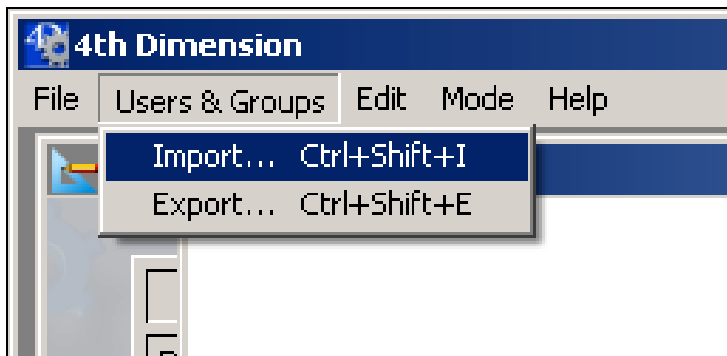 4th Dimension
File Users & Groups Edit Mode Help
Import... Ctrl+Shift+I
Export... Ctrl+Shift+E